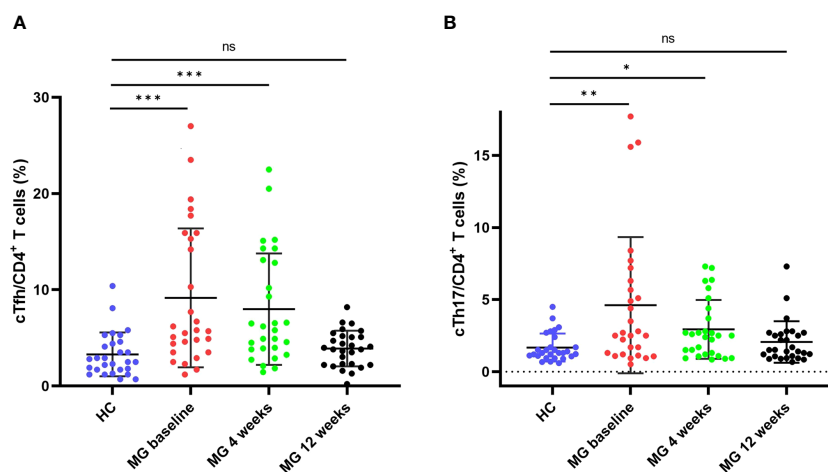 A
ns
***
***
30
20
10
0
cTfh/CD4+ T cells (%)
HC
MG baseline
MG 4 weeks
MG 12 weeks
B
ns
*
**
15
10
5
0
cTh17/CD4+ T cells (%)
HC
MG baseline
MG 4 weeks
MG 12 weeks